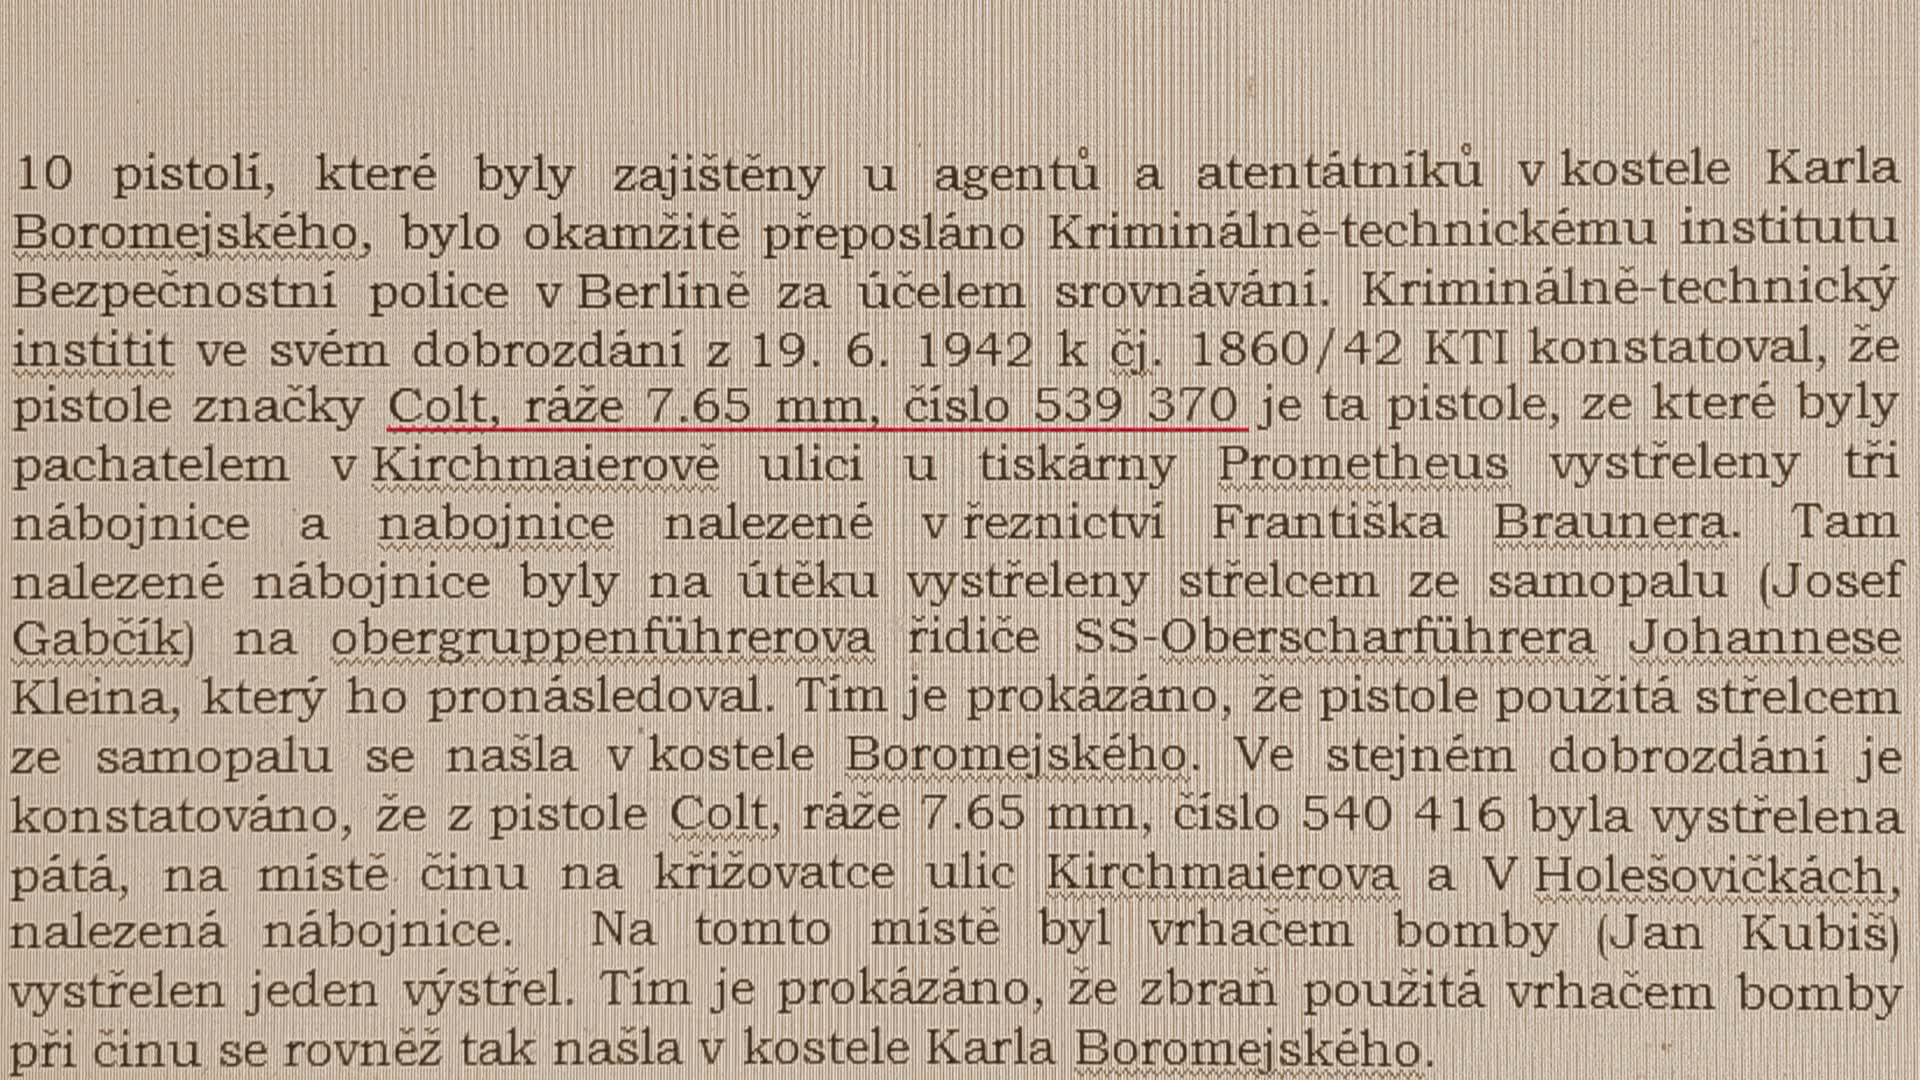 10 pistolí, které byly zajištěny u agentů a atentátníků v kostele Karla
Boromejského, bylo okamžitě přeposláno Kriminálně-technickému institutu
Bezpečnostní police v Berlíně za účelem srovnávání. Kriminálně-technický
institit ve svém dobrozdání z 19. 6. 1942 k čj. 1860/42 KTI konstatoval, že
pistole značky Colt, ráže 7.65 mm, číslo 539 370 je ta pistole, ze které byly
pachatelem v Kirchmaierově ulici u tiskárny Prometheus vystřeleny tři
nábojnice a nabojnice nalezené v řeznictví Františka Braunera. Tam
nalezené nábojnice byly na útěku vystřeleny střelcem ze samopalu (Josef
Gabčík) na obergruppenführerova řidiče SS-Oberscharführera Johannese
Kleina, který ho pronásledoval. Tím je prokázáno, že pistole použitá střelcem
ze samopalu se našla v kostele Boromejského. Ve stejném dobrozdání je
konstatováno, že z pistole Colt, ráže 7.65 mm, číslo 540 416 byla vystřelena
pátá, na místě činu na křižovatce ulic Kirchmaierova a V Holešovičkách,
nalezená nábojnice. Na tomto místě byl vrhačem bomby (Jan Kubiš)
vystřelen jeden výstřel. Tím je prokázáno, že zbraň použitá vrhačem bomby
při činu se rovněž tak našla v kostele Karla Boromejského.